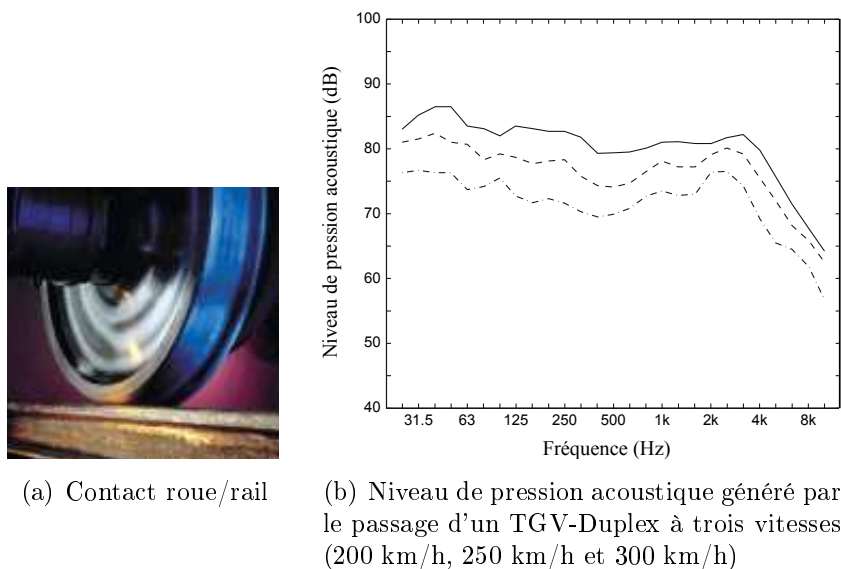 100
90
80
70
60
50
40
Niveau de pression acoustique (dB)
31.5 63 125 250 500 1k 2k 4k 8k
Fréquence (Hz)
(a) Contact roue/rail
(b) Niveau de pression acoustique généré par
le passage d'un TGV-Duplex à trois vitesses
(200 km/h, 250 km/h et 300 km/h)